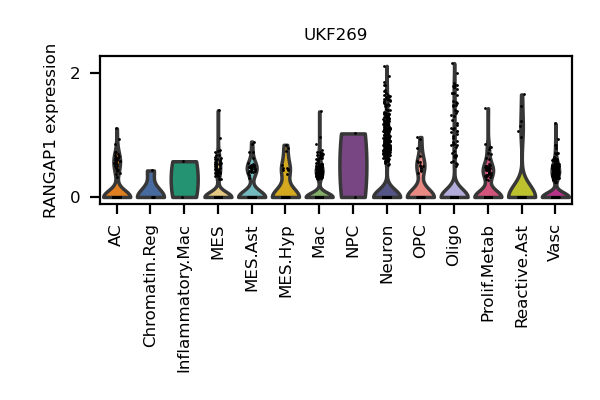 UKF269
RANGAP1 expression
2
0
AC
Chromatin.Reg
Inflammatory.Mac
MES
MES.Ast
MES.Hyp
Mac
NPC
Neuron
OPC
Oligo
Prolif.Metab
Reactive.Ast
Vasc